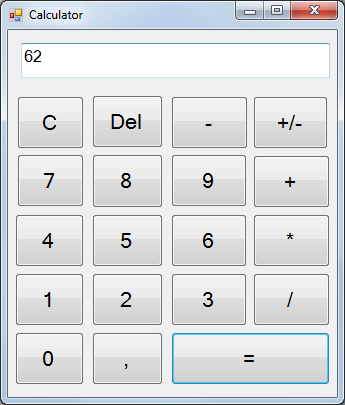 Calculator
62
C Del - +/-
7 8 9 +
4 5 6 *
1 2 3 /
0 , =